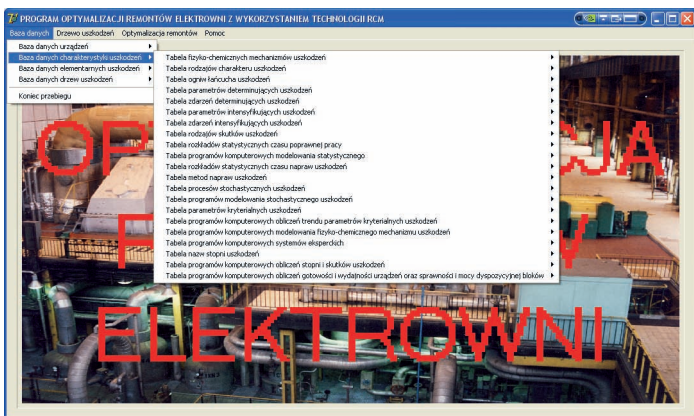 PROGRAM OPTYMALIZACJI REMONTÓW ELEKTROWNI Z WYKORZYSTANIEM TECHNOLOGII RCM
Baza danych Drzewo uszkodzeń Optymalizacja remontów Pomoc
Baza danych urządzeń
Baza danych charakterystyki uszkodzeń
Baza danych elementarnych uszkodzeń
Baza danych drzew uszkodzeń
Koniec przebiegu
Tabela fizyko-chemicznych mechanizmów uszkodzeń
Tabela rodzajów charakteru uszkodzeń
Tabela ogniw łańcucha uszkodzeń
Tabela parametrów determinujących uszkodzeń
Tabela zdarzeń determinujących uszkodzeń
Tabela parametrów intensyfikujących uszkodzeń
Tabela zdarzeń intensyfikujących uszkodzeń
Tabela rodzajów skutków uszkodzeń
Tabela rozkładów statystycznych czasu poprawnej pracy
Tabela programów komputerowych modelowania statystycznego
Tabela rozkładów statystycznych czasu napraw uszkodzeń
Tabela metod napraw uszkodzeń
Tabela procesów stochastycznych uszkodzeń
Tabela programów modelowania stochastycznego uszkodzeń
Tabela parametrów kryterialnych uszkodzeń
Tabela programów komputerowych obliczeń trendu parametrów kryterialnych uszkodzeń
Tabela programów komputerowych modelowania fizyko-chemicznego mechanizmu uszkodzeń
Tabela programów komputerowych systemów eksperckich
Tabela nazw stopni uszkodzeń
Tabela programów komputerowych obliczeń stopni i skutków uszkodzeń
Tabela programów komputerowych obliczeń gotowości i wydajności urządzeń oraz sprawności i mocy dyspozycyjnej bloków
ELEKTROWNI